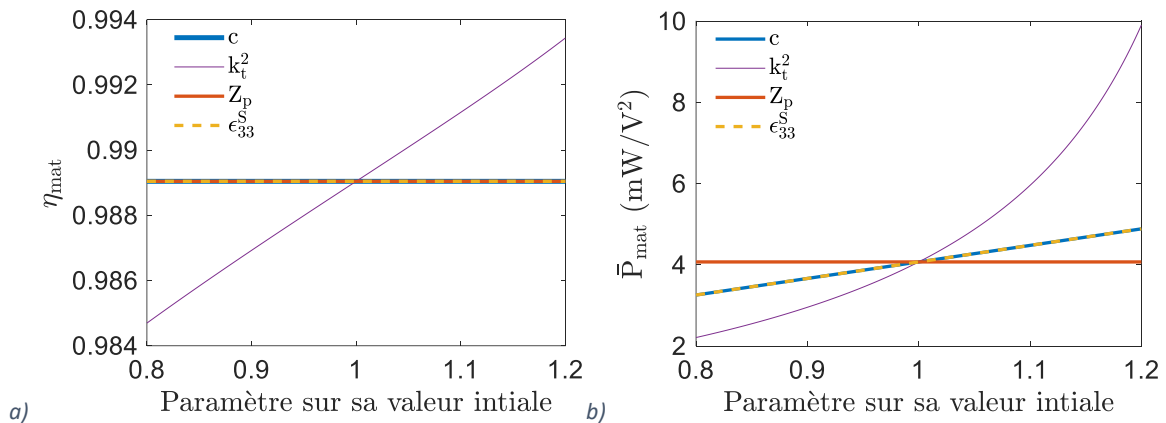 0.994
0.992
0.99
0.988
0.986
0.984
η_mat
c
k_t^2
Z_p
ϵ_33^S
0.8 0.9 1 1.1 1.2
Paramètre sur sa valeur intiale
a)
10
8
6
4
2
P̄_mat (mW/V^2)
c
k_t^2
Z_p
ϵ_33^S
0.8 0.9 1 1.1 1.2
Paramètre sur sa valeur intiale
b)